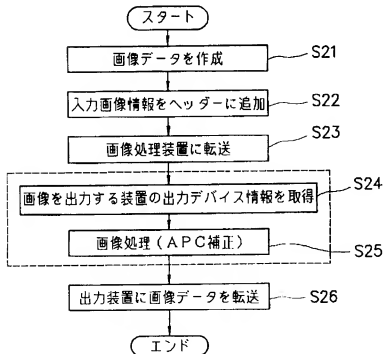 スタート
画像データを作成 S21
入力画像情報をヘッダーに追加 S22
画像処理装置に転送 S23
画像を出力する装置の出力デバイス情報を取得 S24
画像処理(APC補正) S25
出力装置に画像データを転送 S26
エンド